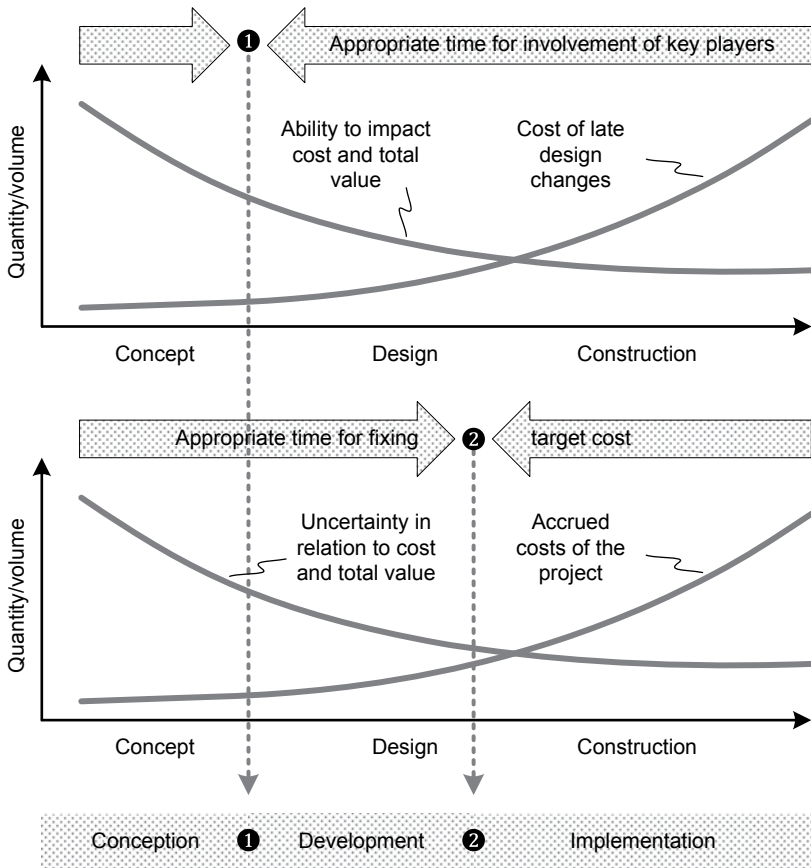 ❶ Appropriate time for involvement of key players
Quantity/volume
Ability to impact
cost and total
value
Cost of late
design
changes
Concept Design Construction
Appropriate time for fixing ❷ target cost
Quantity/volume
Uncertainty in
relation to cost
and total value
Accrued
costs of the
project
Concept Design Construction
Conception ❶ Development ❷ Implementation